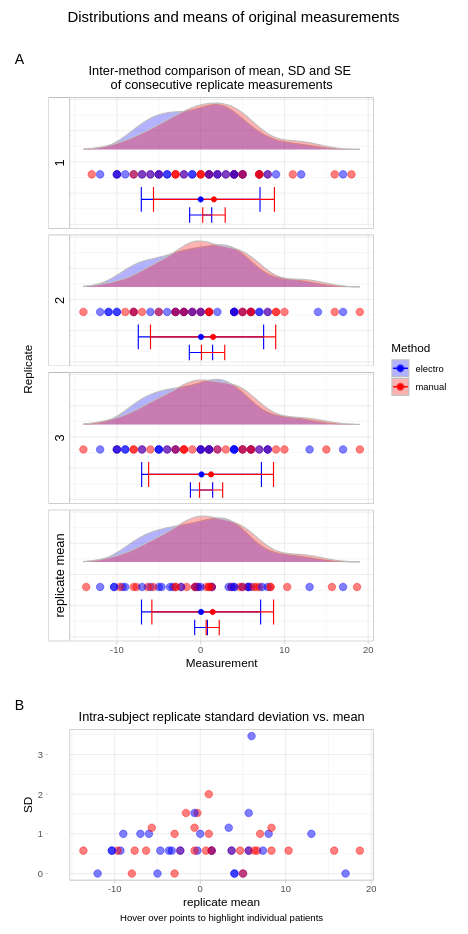 Distributions and means of original measurements
A
Inter-method comparison of mean, SD and SE
of consecutive replicate measurements
1
2
3
replicate mean
Replicate
-10 0 10 20
Measurement
Method
electro
manual
B
Intra-subject replicate standard deviation vs. mean
3
2
1
0
SD
-10 0 10 20
replicate mean
Hover over points to highlight individual patients